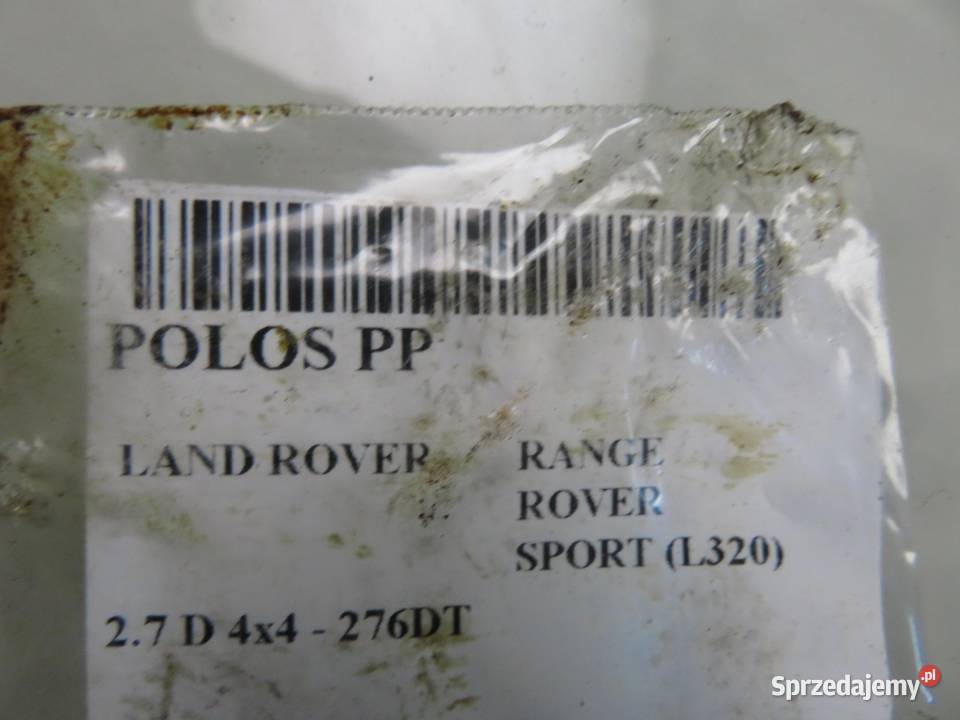 POLOS PP
LAND ROVER
RANGE
ROVER
SPORT (L320)
2.7 D 4x4 - 276DT
Sprzedajemy.pl